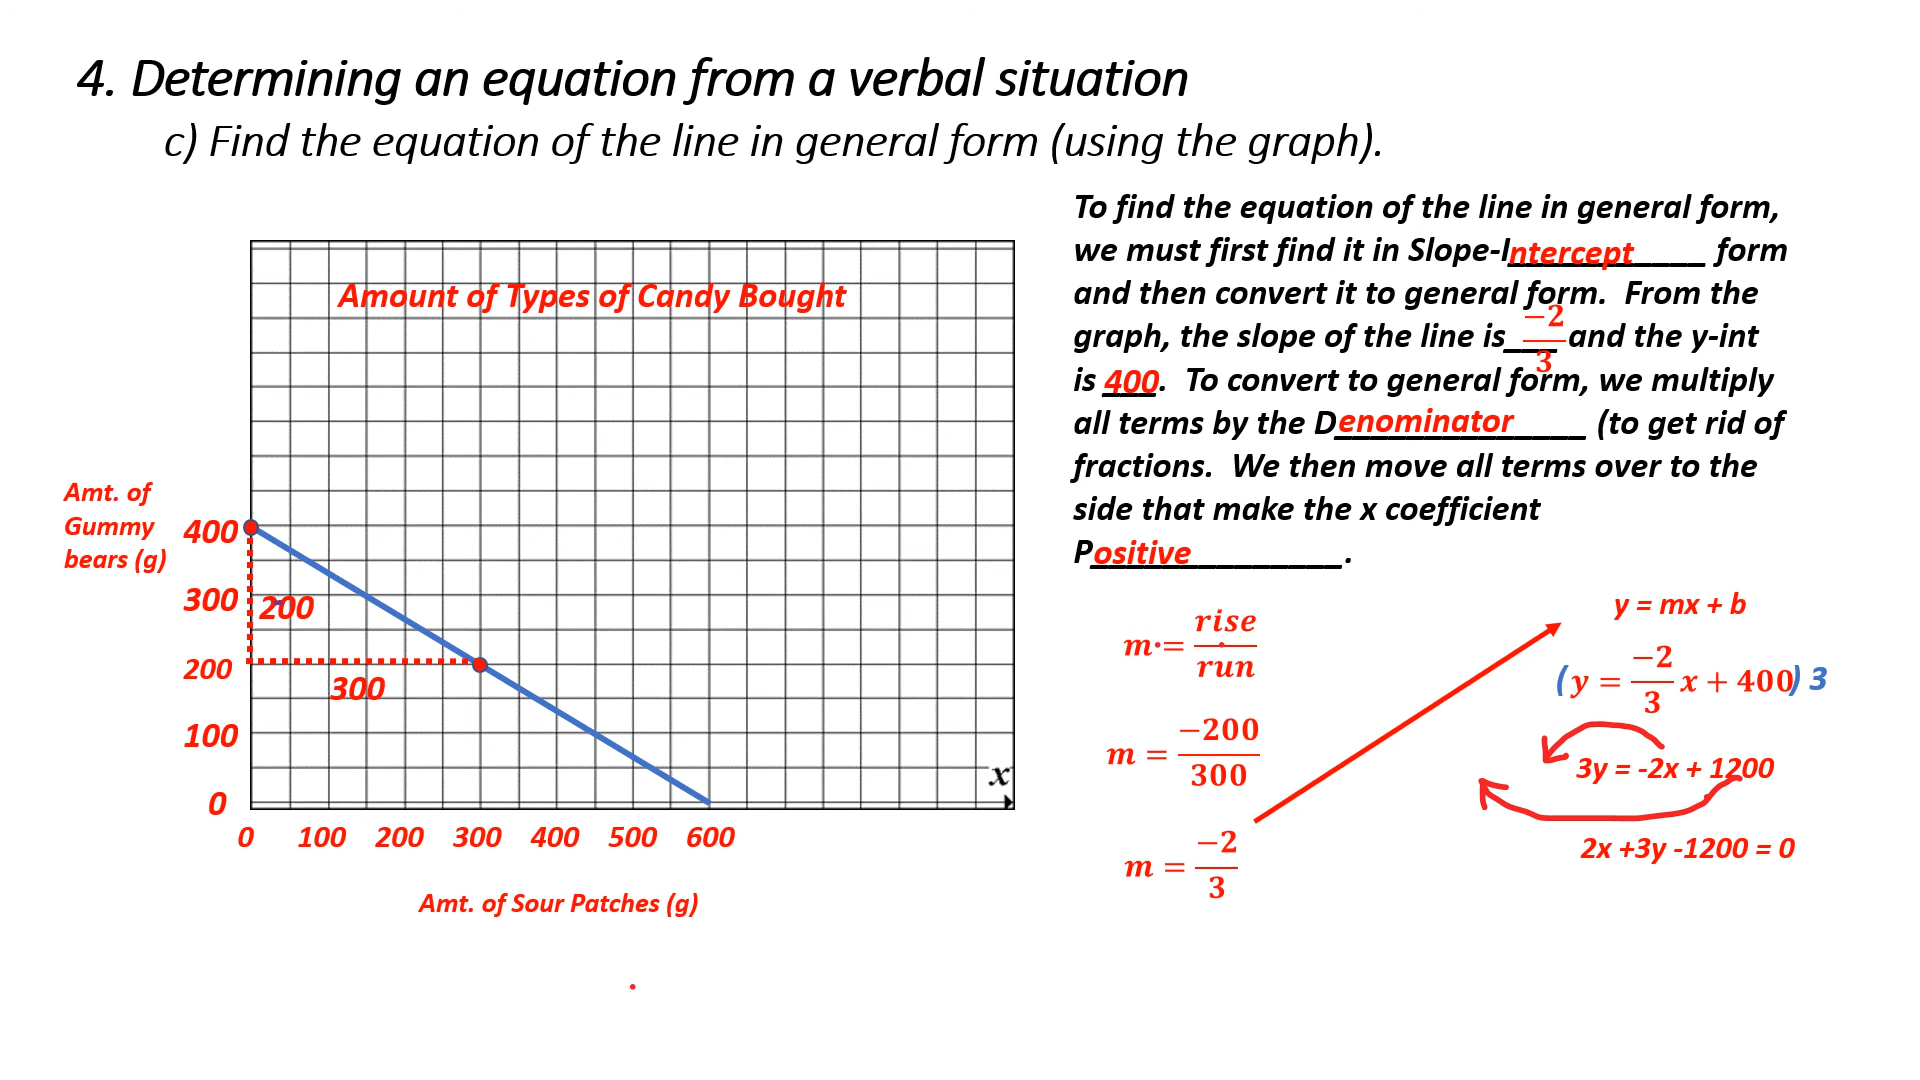 4. Determining an equation from a verbal situation
c) Find the equation of the line in general form (using the graph).
To find the equation of the line in general form,
we must first find it in Slope-Intercept__________ form
and then convert it to general form. From the
graph, the slope of the line is −2/3 and the y-int
is 400. To convert to general form, we multiply
all terms by the Denominator______________ (to get rid of
fractions. We then move all terms over to the
side that make the x coefficient
Positive______________.
Amount of Types of Candy Bought
Amt. of
Gummy
bears (g)
400
300
200
100
0
-200
300
x
0 100 200 300 400 500 600
Amt. of Sour Patches (g)
m = rise/run
m = −200/300
m = −2/3
y = mx + b
(y = −2/3 x + 400) 3
3y = -2x + 1200
2x +3y -1200 = 0